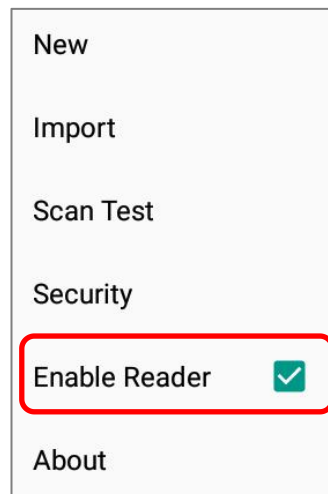 New
Import
Scan Test
Security
Enable Reader
About